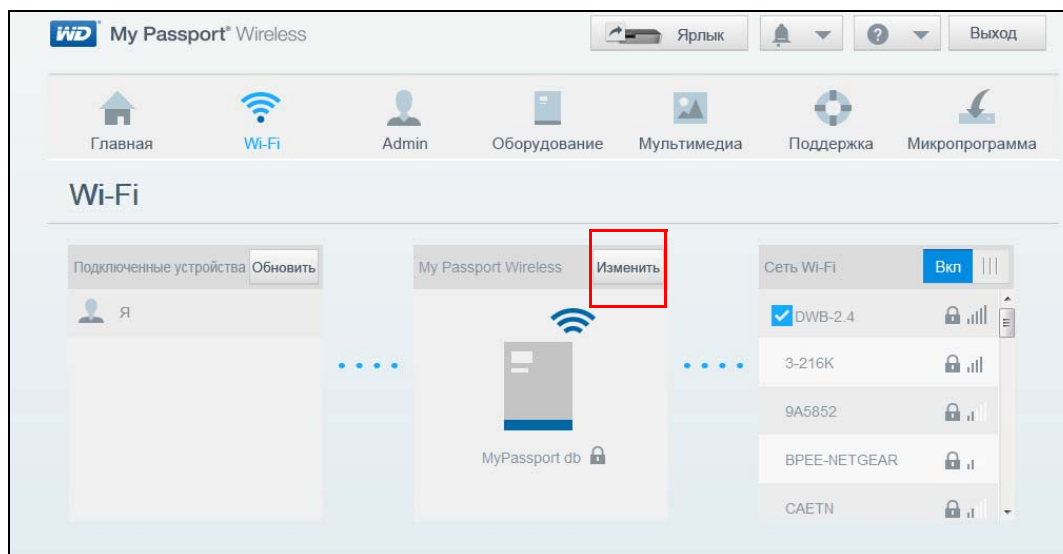 WD My Passport® Wireless
Ярлык
Выход
Главная
Wi-Fi
Admin
Оборудование
Мультимедиа
Поддержка
Микропрограмма
Wi-Fi
Подключенные устройства Обновить
Я
My Passport Wireless Изменить
MyPassport db
Сеть Wi-Fi Вкл
DWB-2.4
3-216K
9A5852
BPEE-NETGEAR
CAETN